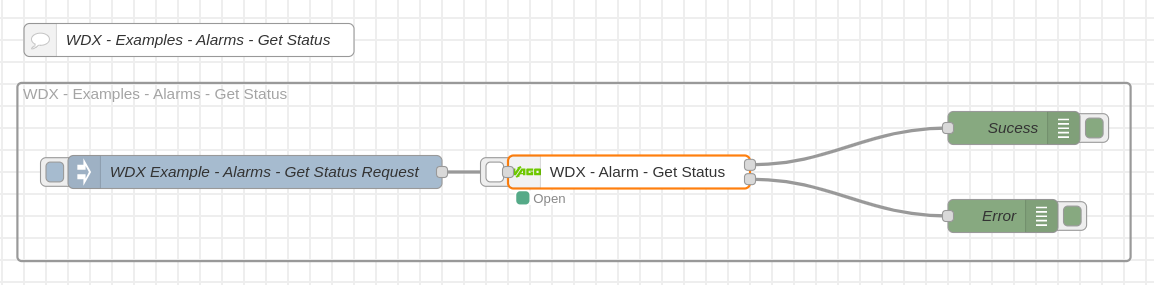 WDX - Examples - Alarms - Get Status
WDX - Examples - Alarms - Get Status
Sucess
WDX Example - Alarms - Get Status Request
WAGO
WDX - Alarm - Get Status
Open
Error